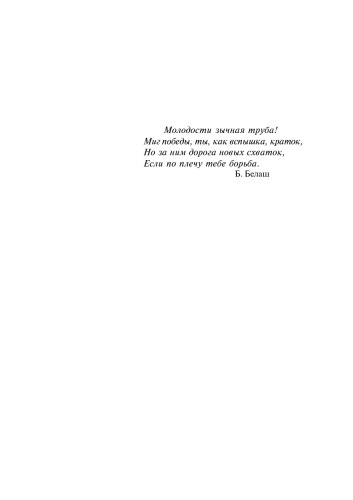 Молодости зычная труба!
Миг победы, ты, как вспышка, краток,
Но за ним дорога новых схваток,
Если по плечу тебе борьба.
Б. Белаш